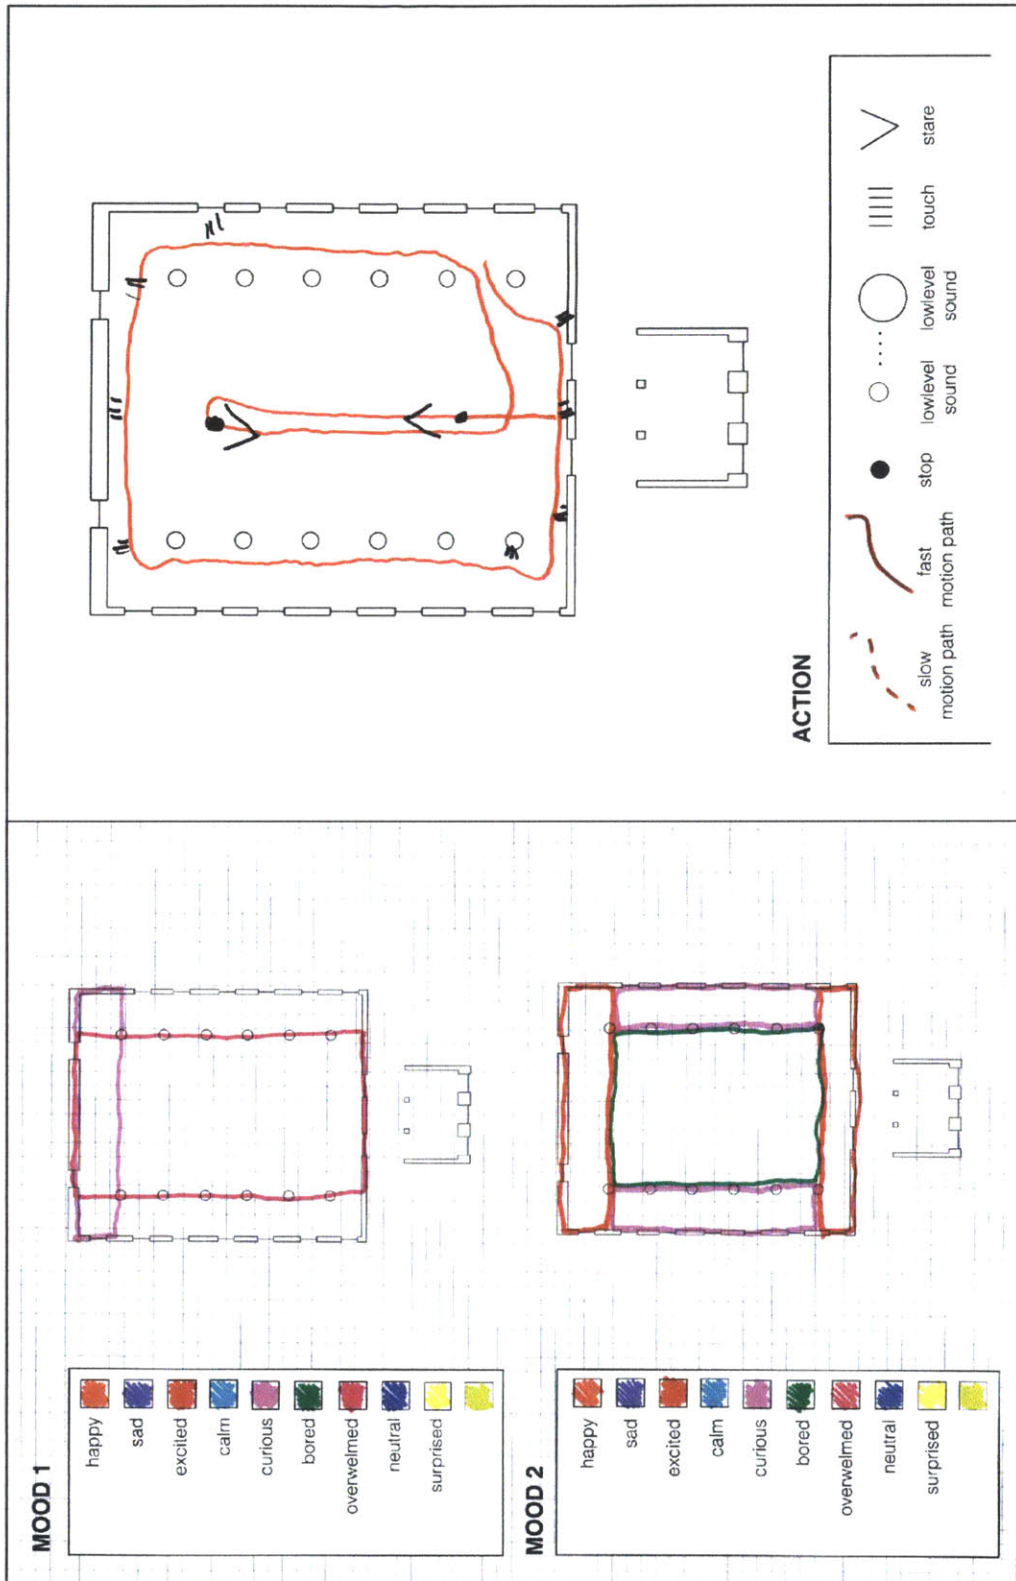 MOOD 1
happy
sad
excited
calm
curious
bored
overwelmed
neutral
surprised
MOOD 2
happy
sad
excited
calm
curious
bored
overwelmed
neutral
surprised
ACTION
slow
motion path
fast
motion path
stop
lowlevel
sound
lowlevel
sound
touch
stare